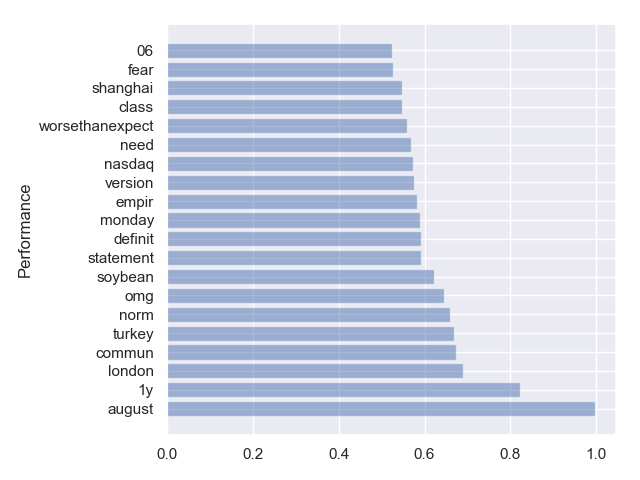 06
fear
shanghai
class
worsethanexpect
need
nasdaq
version
empir
monday
definit
statement
soybean
omg
norm
turkey
commun
london
1y
august
Performance
0.0 0.2 0.4 0.6 0.8 1.0